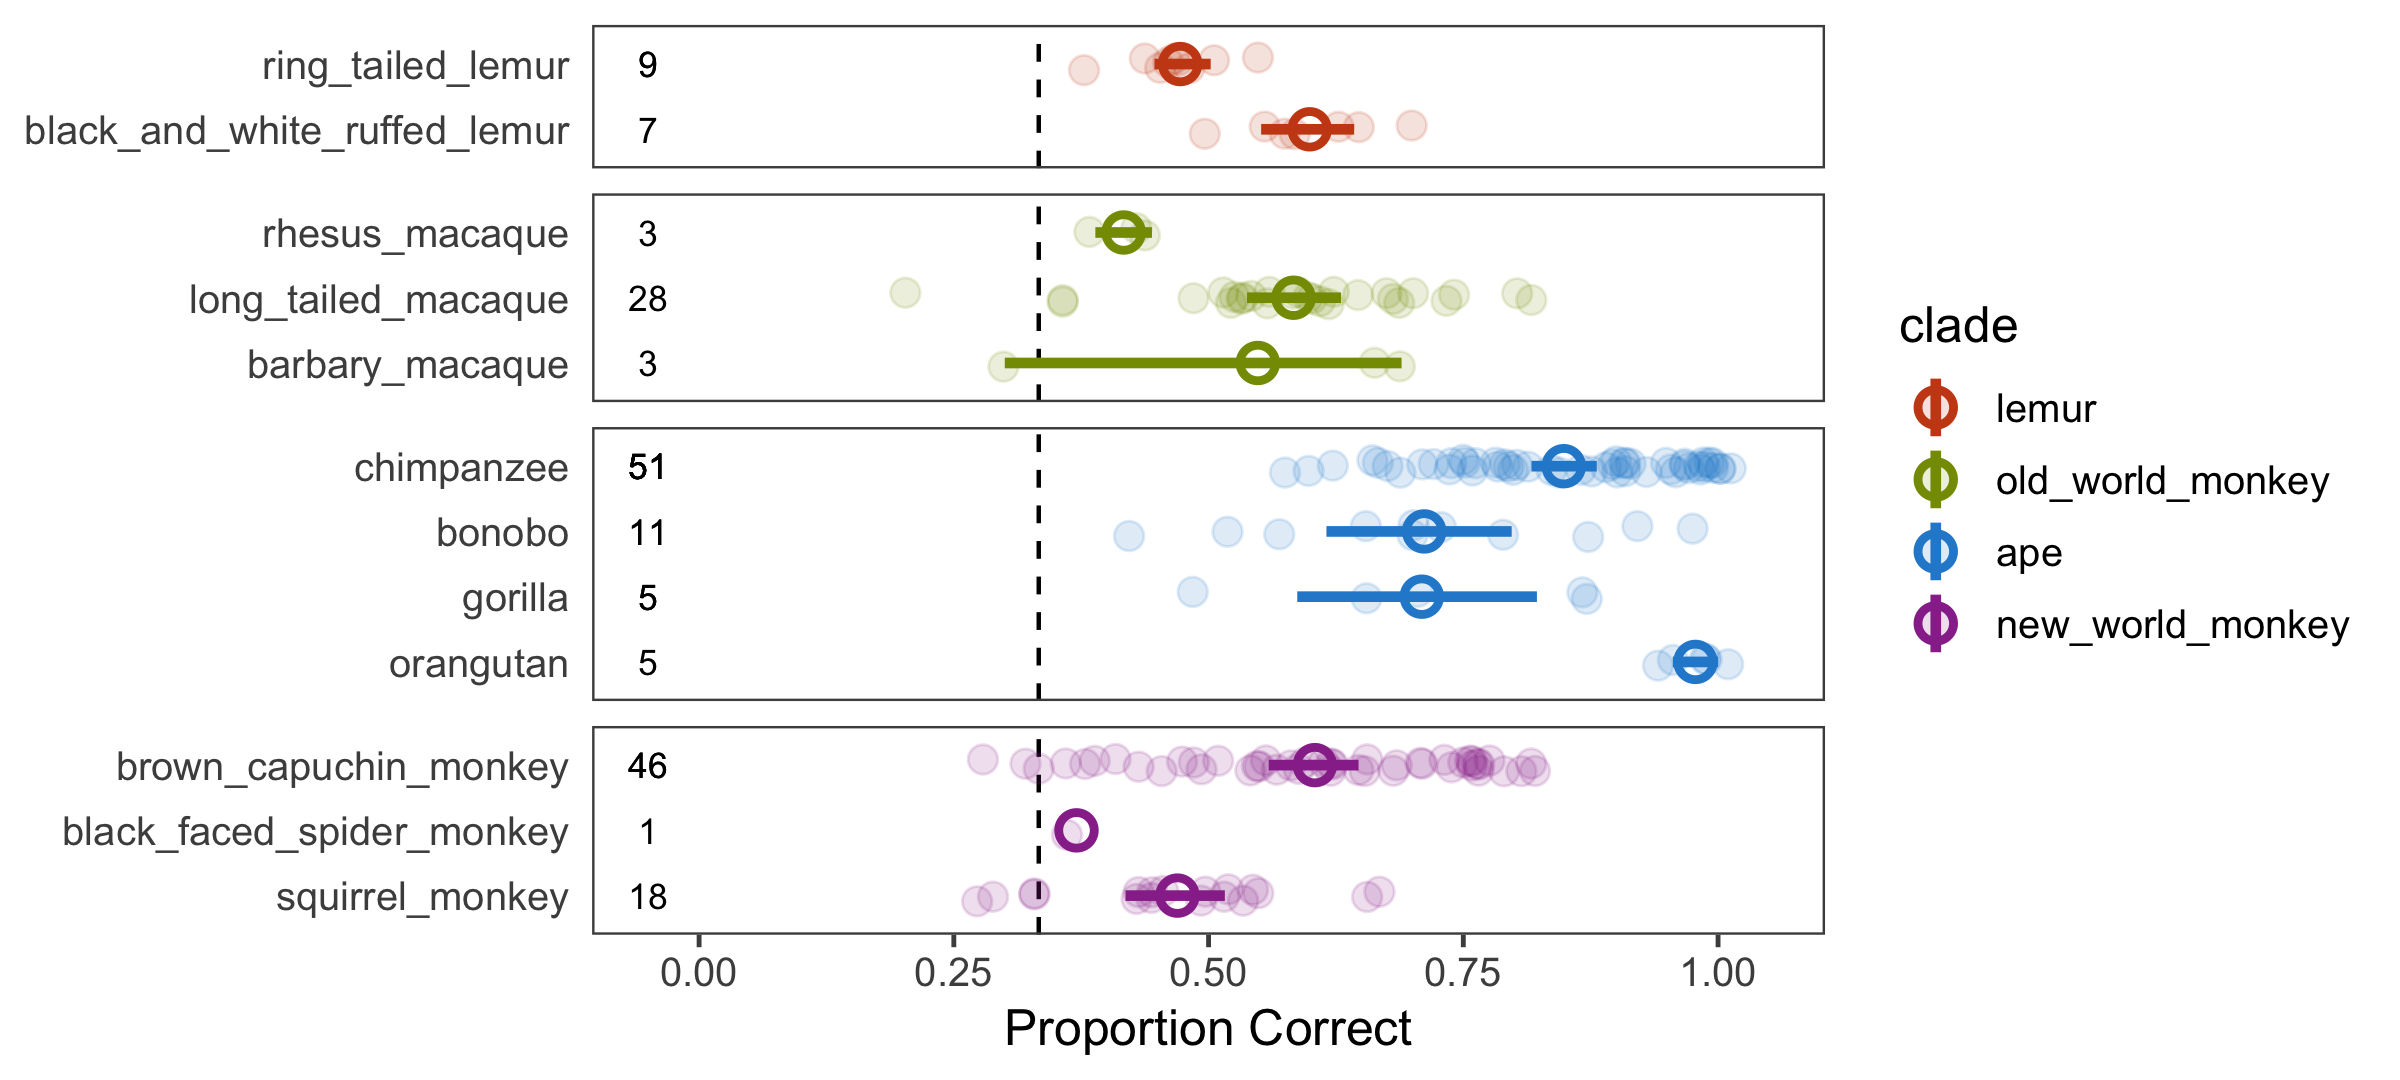 ring_tailed_lemur 9
black_and_white_ruffed_lemur 7
rhesus_macaque 3
long_tailed_macaque 28
barbary_macaque 3
chimpanzee 51
bonobo 11
gorilla 5
orangutan 5
brown_capuchin_monkey 46
black_faced_spider_monkey 1
squirrel_monkey 18
0.00 0.25 0.50 0.75 1.00
Proportion Correct
clade
lemur
old_world_monkey
ape
new_world_monkey